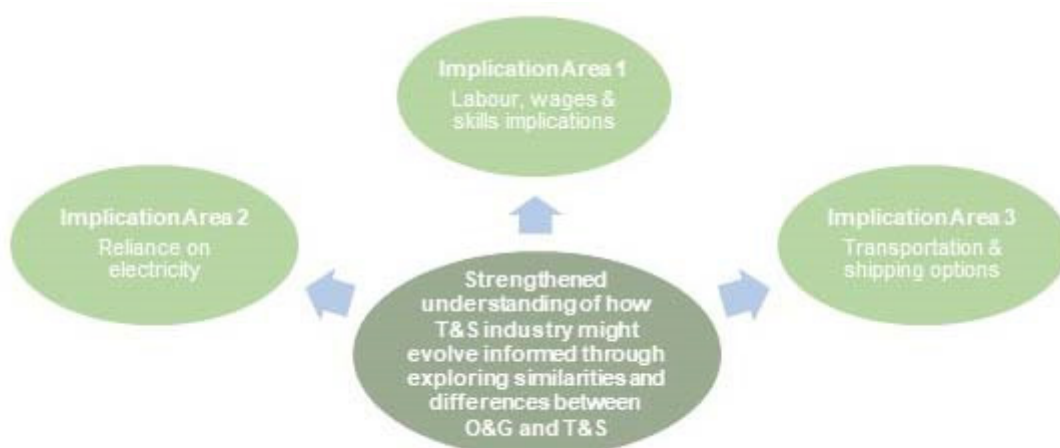 Implication Area 1
Labour, wages &
skills implications
Implication Area 2
Reliance on
electricity
Implication Area 3
Transportation &
shipping options
Strengthened
understanding of how
T&S industry might
evolve informed through
exploring similarities and
differences between
O&G and T&S